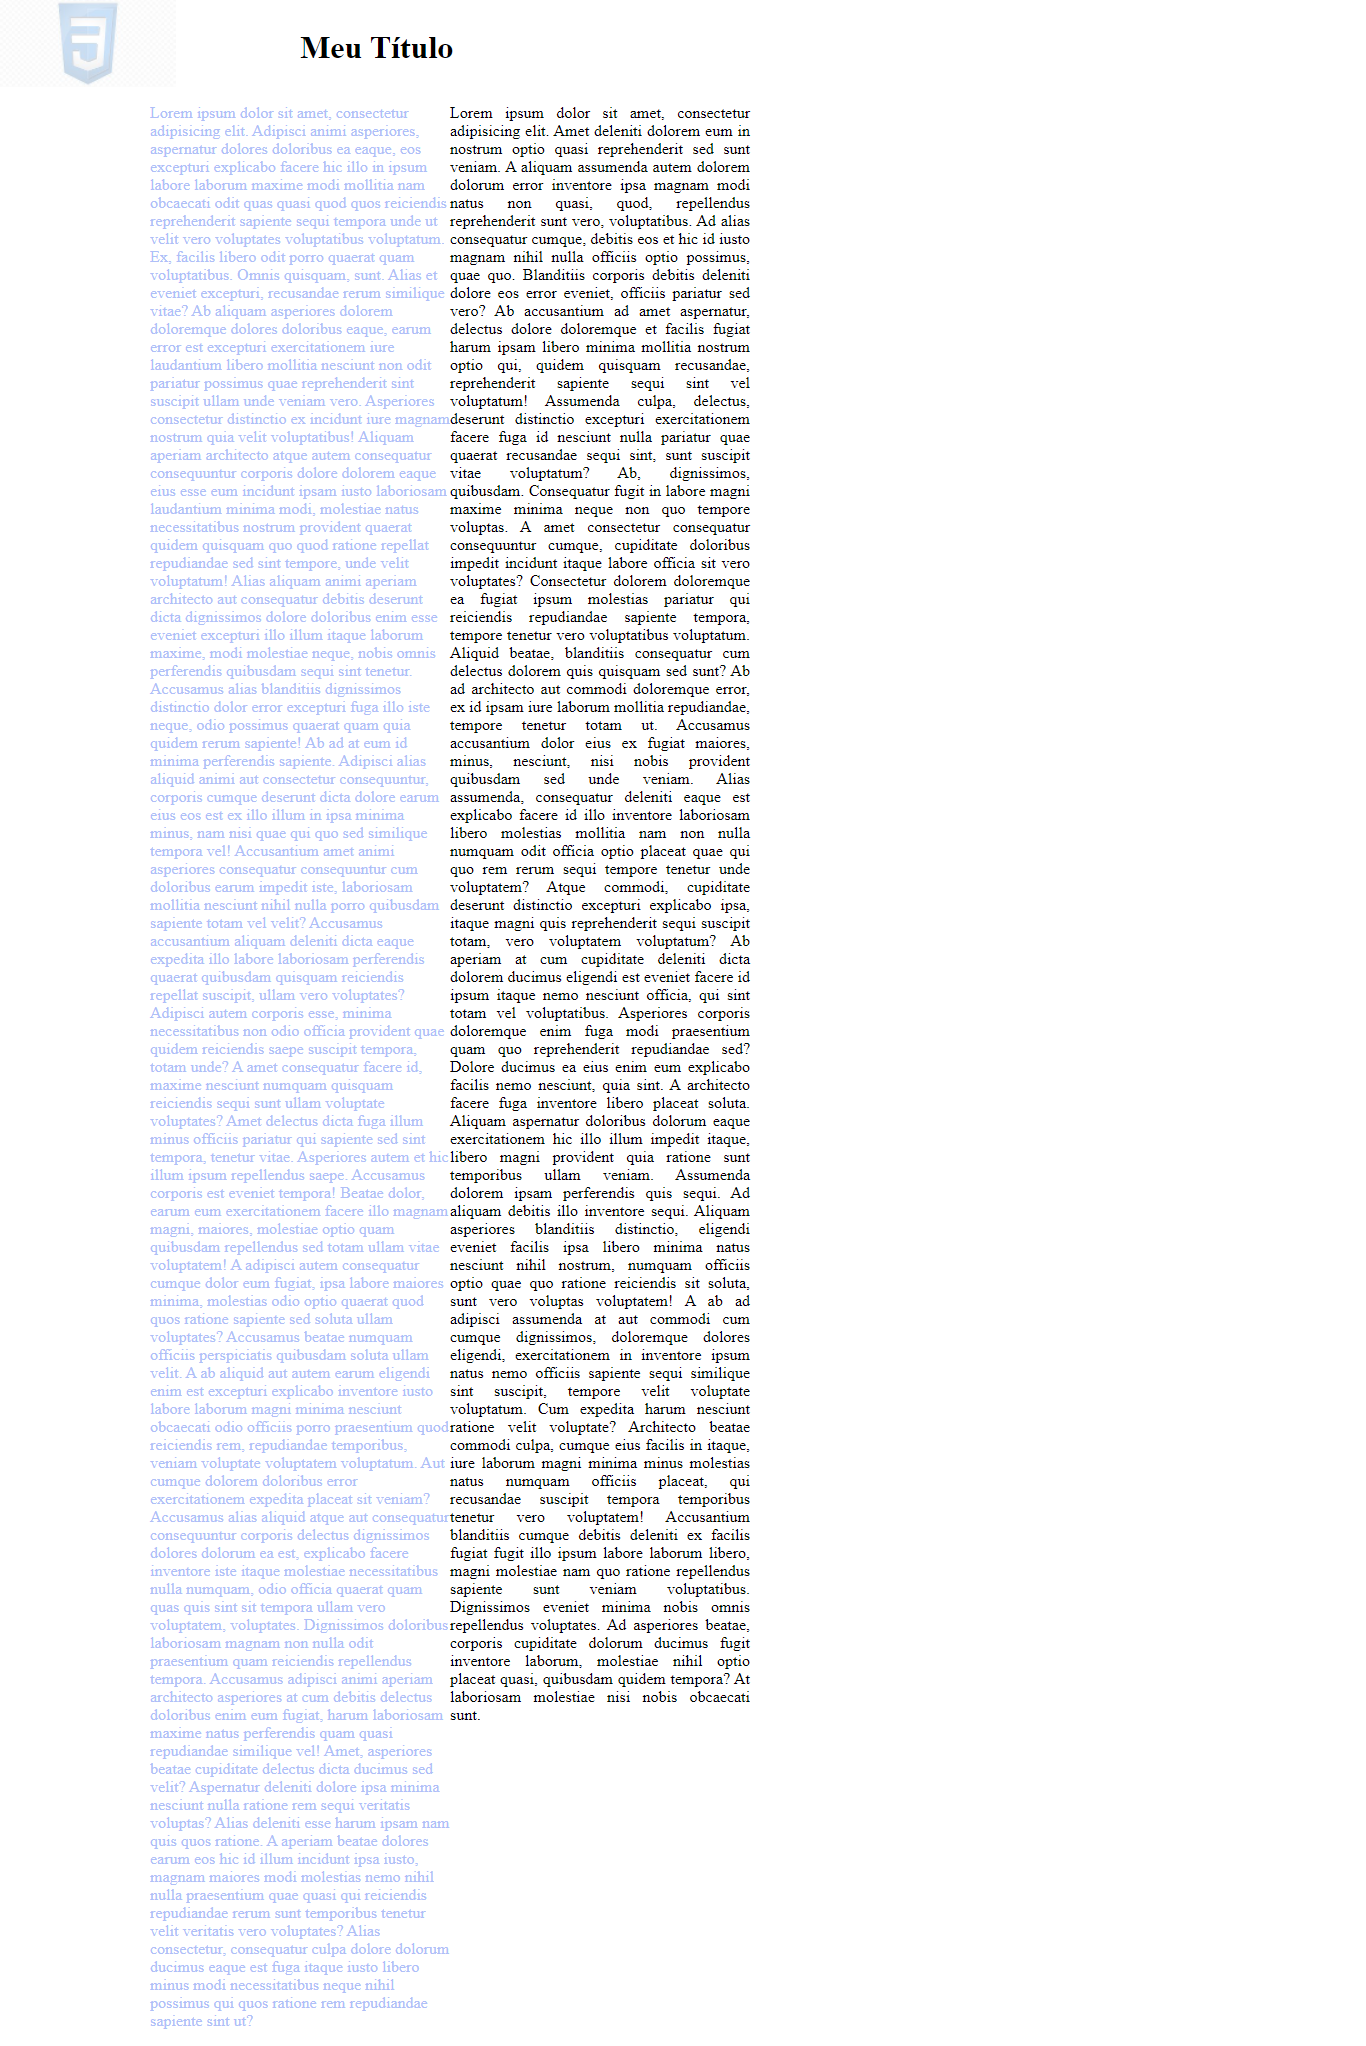 Meu Título
Lorem ipsum dolor sit amet, consectetur
adipisicing elit. Adipisci animi asperiores,
aspernatur dolores doloribus ea eaque, eos
excepturi explicabo facere hic illo in ipsum
labore laborum maxime modi mollitia nam
obcaecati odit quas quasi quod quos reiciendis
reprehenderit sapiente sequi tempora unde ut
velit vero voluptates voluptatibus voluptatum.
Ex, facilis libero odit porro quaerat quam
voluptatibus. Omnis quisquam, sunt. Alias et
eveniet excepturi, recusandae rerum similique
vitae? Ab aliquam asperiores dolorem
doloremque dolores doloribus eaque, earum
error est excepturi exercitationem iure
laudantium libero mollitia nesciunt non odit
pariatur possimus quae reprehenderit sint
suscipit ullam unde veniam vero. Asperiores
consectetur distinctio ex incidunt iure magnam
nostrum quia velit voluptatibus! Aliquam
aperiam architecto atque autem consequatur
consequuntur corporis dolore dolorem eaque
eius esse eum incidunt ipsam iusto laboriosam
laudantium minima modi, molestiae natus
necessitatibus nostrum provident quaerat
quidem quisquam quo quod ratione repellat
repudiandae sed sint tempore, unde velit
voluptatum! Alias aliquam animi aperiam
architecto aut consequatur debitis deserunt
dicta dignissimos dolore doloribus enim esse
eveniet excepturi illo illum itaque laborum
maxime, modi molestiae neque, nobis omnis
perferendis quibusdam sequi sint tenetur.
Accusamus alias blanditiis dignissimos
distinctio dolor error excepturi fuga illo iste
neque, odio possimus quaerat quam quia
quidem rerum sapiente! Ab ad at eum id
minima perferendis sapiente. Adipisci alias
aliquid animi aut consectetur consequuntur,
corporis cumque deserunt dicta dolore earum
eius eos est ex illo illum in ipsa minima
minus, nam nisi quae qui quo sed similique
tempora vel! Accusantium amet animi
asperiores consequatur consequuntur cum
doloribus earum impedit iste, laboriosam
mollitia nesciunt nihil nulla porro quibusdam
sapiente totam vel velit? Accusamus
accusantium aliquam deleniti dicta eaque
expedita illo labore laboriosam perferendis
quaerat quibusdam quisquam reiciendis
repellat suscipit, ullam vero voluptates?
Adipisci autem corporis esse, minima
necessitatibus non odio officia provident quae
quidem reiciendis saepe suscipit tempora,
totam unde? A amet consequatur facere id,
maxime nesciunt numquam quisquam
reiciendis sequi sunt ullam voluptate
voluptates? Amet delectus dicta fuga illum
minus officiis pariatur qui sapiente sed sint
tempora, tenetur vitae. Asperiores autem et hic
illum ipsum repellendus saepe. Accusamus
corporis est eveniet tempora! Beatae dolor,
earum eum exercitationem facere illo magnam
magni, maiores, molestiae optio quam
quibusdam repellendus sed totam ullam vitae
voluptatem! A adipisci autem consequatur
cumque dolor eum fugiat, ipsa labore maiores
minima, molestias odio optio quaerat quod
quos ratione sapiente sed soluta ullam
voluptates? Accusamus beatae numquam
officiis perspiciatis quibusdam soluta ullam
velit. A ab aliquid aut autem earum eligendi
enim est excepturi explicabo inventore iusto
labore laborum magni minima nesciunt
obcaecati odio officiis porro praesentium quod
reiciendis rem, repudiandae temporibus,
veniam voluptate voluptatem voluptatum. Aut
cumque dolorem doloribus error
exercitationem expedita placeat sit veniam?
Accusamus alias aliquid atque aut consequatur
consequuntur corporis delectus dignissimos
dolores dolorum ea est, explicabo facere
inventore iste itaque molestiae necessitatibus
nulla numquam, odio officia quaerat quam
quas quis sint sit tempora ullam vero
voluptatem, voluptates. Dignissimos doloribus
laboriosam magnam non nulla odit
praesentium quam reiciendis repellendus
tempora. Accusamus adipisci animi aperiam
architecto asperiores at cum debitis delectus
doloribus enim eum fugiat, harum laboriosam
maxime natus perferendis quam quasi
repudiandae similique vel! Amet, asperiores
beatae cupiditate delectus dicta ducimus sed
velit? Aspernatur deleniti dolore ipsa minima
nesciunt nulla ratione rem sequi veritatis
voluptas? Alias deleniti esse harum ipsam nam
quis quos ratione. A aperiam beatae dolores
earum eos hic id illum incidunt ipsa iusto,
magnam maiores modi molestias nemo nihil
nulla praesentium quae quasi qui reiciendis
repudiandae rerum sunt temporibus tenetur
velit veritatis vero voluptates? Alias
consectetur, consequatur culpa dolore dolorum
ducimus eaque est fuga itaque iusto libero
minus modi necessitatibus neque nihil
possimus qui quos ratione rem repudiandae
sapiente sint ut?
Lorem ipsum dolor sit amet, consectetur
adipisicing elit. Amet deleniti dolorem eum in
nostrum optio quasi reprehenderit sed sunt
veniam. A aliquam assumenda autem dolorem
dolorum error inventore ipsa magnam modi
natus non quasi, quod, repellendus
reprehenderit sunt vero, voluptatibus. Ad alias
consequatur cumque, debitis eos et hic id iusto
magnam nihil nulla officiis optio possimus,
quae quo. Blanditiis corporis debitis deleniti
dolore eos error eveniet, officiis pariatur sed
vero? Ab accusantium ad amet aspernatur,
delectus dolore doloremque et facilis fugiat
harum ipsam libero minima mollitia nostrum
optio qui, quidem quisquam recusandae,
reprehenderit sapiente sequi sint vel
voluptatum! Assumenda culpa, delectus,
deserunt distinctio excepturi exercitationem
facere fuga id nesciunt nulla pariatur quae
quaerat recusandae sequi sint, sunt suscipit
vitae voluptatum? Ab, dignissimos,
quibusdam. Consequatur fugit in labore magni
maxime minima neque non quo tempore
voluptas. A amet consectetur consequatur
consequuntur cumque, cupiditate doloribus
impedit incidunt itaque labore officia sit vero
voluptates? Consectetur dolorem doloremque
ea fugiat ipsum molestias pariatur qui
reiciendis repudiandae sapiente tempora,
tempore tenetur vero voluptatibus voluptatum.
Aliquid beatae, blanditiis consequatur cum
delectus dolorem quis quisquam sed sunt? Ab
ad architecto aut commodi doloremque error,
ex id ipsam iure laborum mollitia repudiandae,
tempore tenetur totam ut. Accusamus
accusantium dolor eius ex fugiat maiores,
minus, nesciunt, nisi nobis provident
quibusdam sed unde veniam. Alias
assumenda, consequatur deleniti eaque est
explicabo facere id illo inventore laboriosam
libero molestias mollitia nam non nulla
numquam odit officia optio placeat quae qui
quo rem rerum sequi tempore tenetur unde
voluptatem? Atque commodi, cupiditate
deserunt distinctio excepturi explicabo ipsa,
itaque magni quis reprehenderit sequi suscipit
totam, vero voluptatem voluptatum? Ab
aperiam at cum cupiditate deleniti dicta
dolorem ducimus eligendi est eveniet facere id
ipsum itaque nemo nesciunt officia, qui sint
totam vel voluptatibus. Asperiores corporis
doloremque enim fuga modi praesentium
quam quo reprehenderit repudiandae sed?
Dolore ducimus ea eius enim eum explicabo
facilis nemo nesciunt, quia sint. A architecto
facere fuga inventore libero placeat soluta.
Aliquam aspernatur doloribus dolorum eaque
exercitationem hic illo illum impedit itaque,
libero magni provident quia ratione sunt
temporibus ullam veniam. Assumenda
dolorem ipsam perferendis quis sequi. Ad
aliquam debitis illo inventore sequi. Aliquam
asperiores blanditiis distinctio, eligendi
eveniet facilis ipsa libero minima natus
nesciunt nihil nostrum, numquam officiis
optio quae quo ratione reiciendis sit soluta,
sunt vero voluptas voluptatem! A ab ad
adipisci assumenda at aut commodi cum
cumque dignissimos, doloremque dolores
eligendi, exercitationem in inventore ipsum
natus nemo officiis sapiente sequi similique
sint suscipit, tempore velit voluptate
voluptatum. Cum expedita harum nesciunt
ratione velit voluptate? Architecto beatae
commodi culpa, cumque eius facilis in itaque,
iure laborum magni minima minus molestias
natus numquam officiis placeat, qui
recusandae suscipit tempora temporibus
tenetur vero voluptatem! Accusantium
blanditiis cumque debitis deleniti ex facilis
fugiat fugit illo ipsum labore laborum libero,
magni molestiae nam quo ratione repellendus
sapiente sunt veniam voluptatibus.
Dignissimos eveniet minima nobis omnis
repellendus voluptates. Ad asperiores beatae,
corporis cupiditate dolorum ducimus fugit
inventore laborum, molestiae nihil optio
placeat quasi, quibusdam quidem tempora? At
laboriosam molestiae nisi nobis obcaecati
sunt.